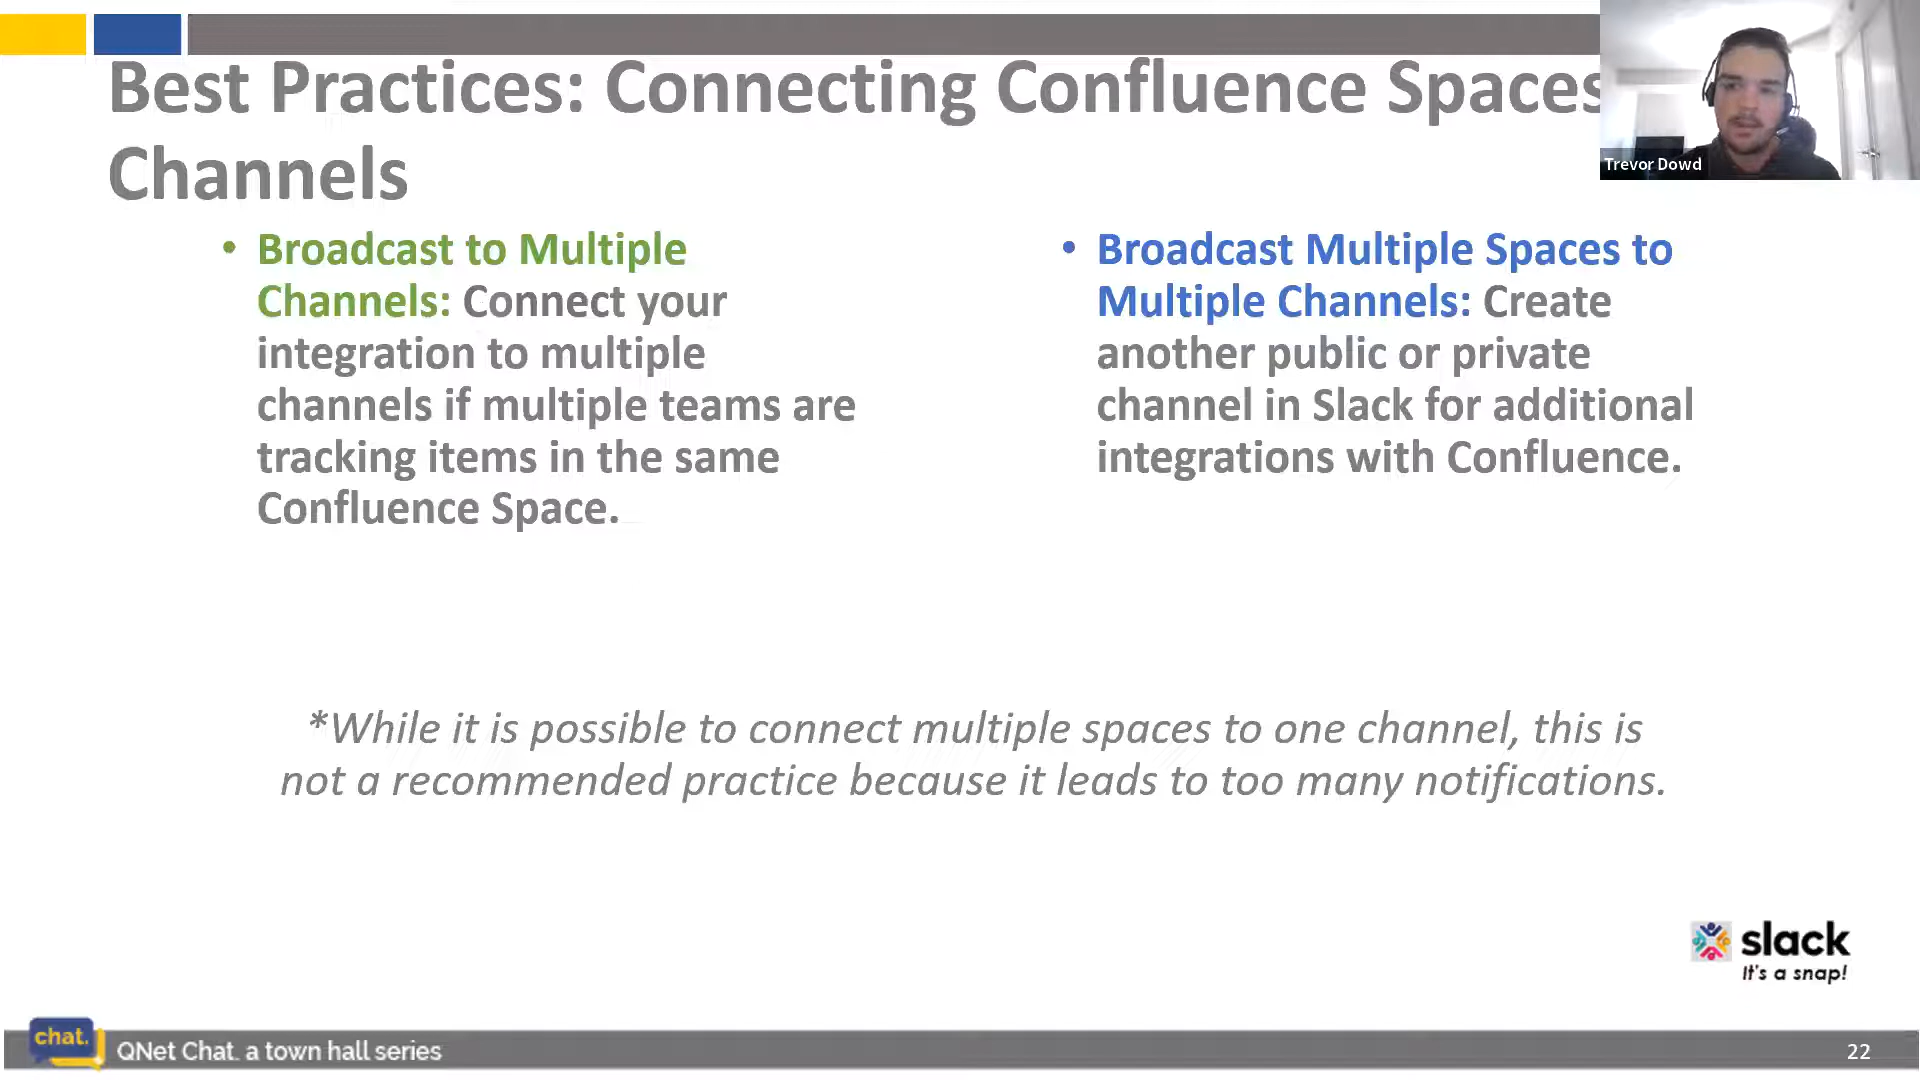 Best Practices: Connecting Confluence Spaces
Channels
Trevor Dowd
• Broadcast to Multiple
Channels: Connect your
integration to multiple
channels if multiple teams are
tracking items in the same
Confluence Space.
• Broadcast Multiple Spaces to
Multiple Channels: Create
another public or private
channel in Slack for additional
integrations with Confluence.
*While it is possible to connect multiple spaces to one channel, this is
not a recommended practice because it leads to too many notifications.
slack
It's a snap!
chat.
QNet Chat. a town hall series
22